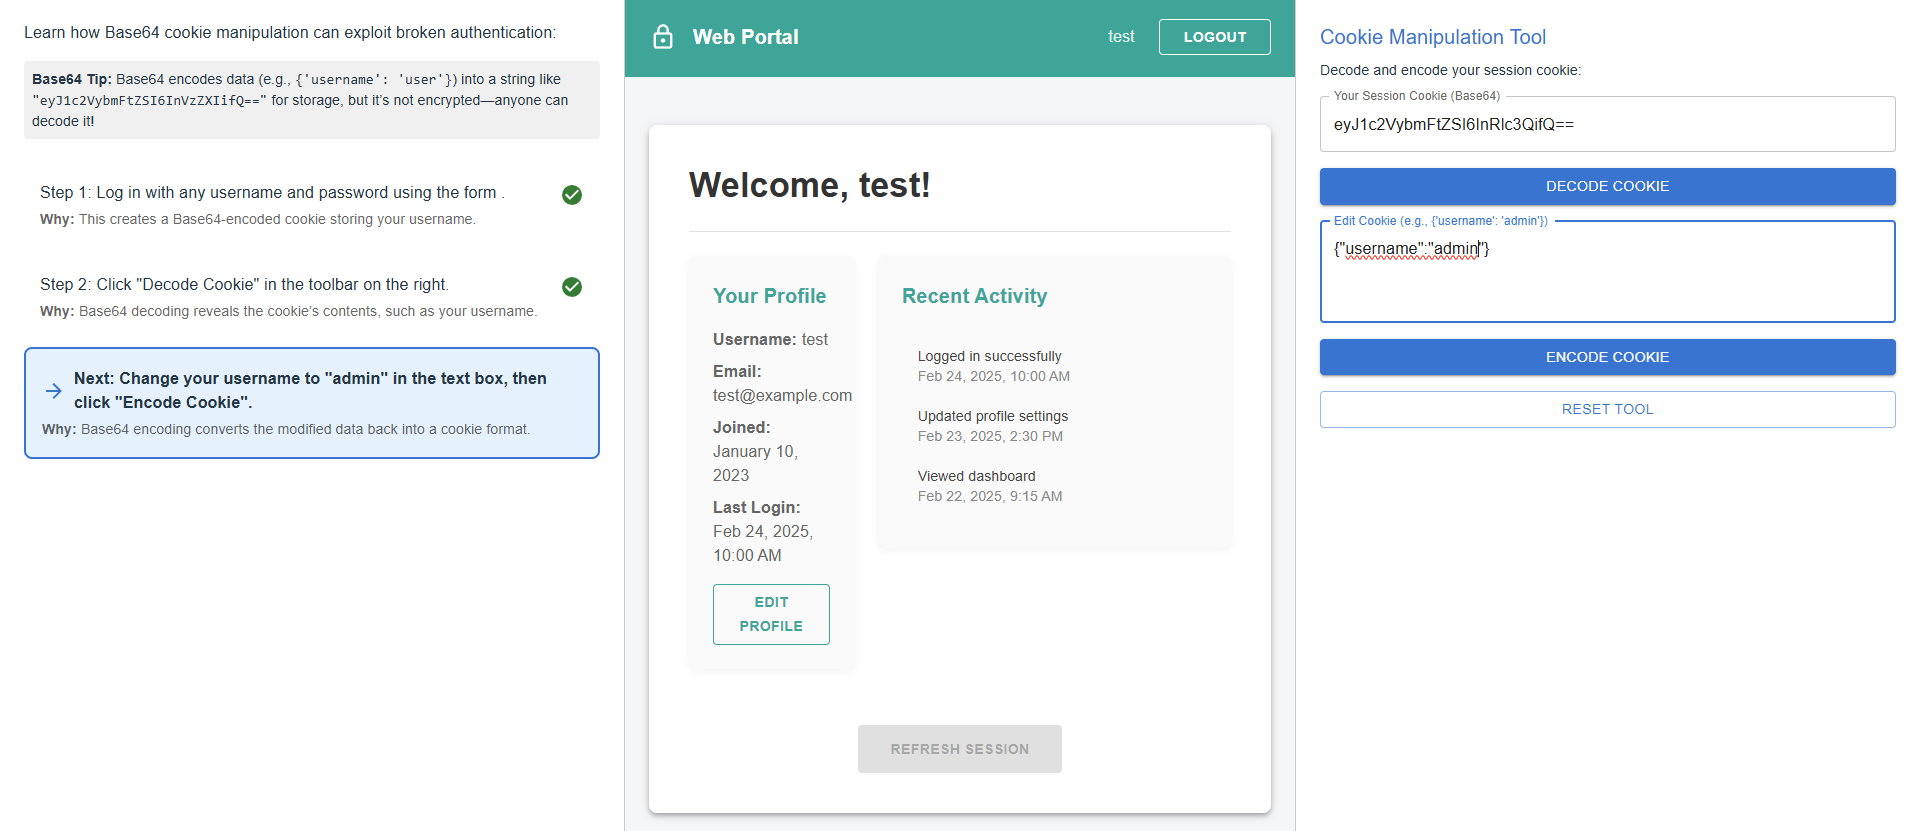 Learn how Base64 cookie manipulation can exploit broken authentication:
Base64 Tip: Base64 encodes data (e.g., {'username': 'user'}) into a string like
"eyJ1c2VybmFtZSI6InVzZXIifQ==" for storage, but it’s not encrypted—anyone can
decode it!
Step 1: Log in with any username and password using the form .
Why: This creates a Base64-encoded cookie storing your username.
Step 2: Click "Decode Cookie" in the toolbar on the right.
Why: Base64 decoding reveals the cookie’s contents, such as your username.
Next: Change your username to "admin" in the text box, then
click "Encode Cookie".
Why: Base64 encoding converts the modified data back into a cookie format.
Web Portal
test
LOGOUT
Welcome, test!
Your Profile
Username: test
Email:
test@example.com
Joined:
January 10,
2023
Last Login:
Feb 24, 2025,
10:00 AM
EDIT
PROFILE
Recent Activity
Logged in successfully
Feb 24, 2025, 10:00 AM
Updated profile settings
Feb 23, 2025, 2:30 PM
Viewed dashboard
Feb 22, 2025, 9:15 AM
REFRESH SESSION
Cookie Manipulation Tool
Decode and encode your session cookie:
Your Session Cookie (Base64)
eyJ1c2VybmFtZSI6InRlc3QifQ==
DECODE COOKIE
Edit Cookie (e.g., {'username': 'admin'})
{"username":"admin"}
ENCODE COOKIE
RESET TOOL